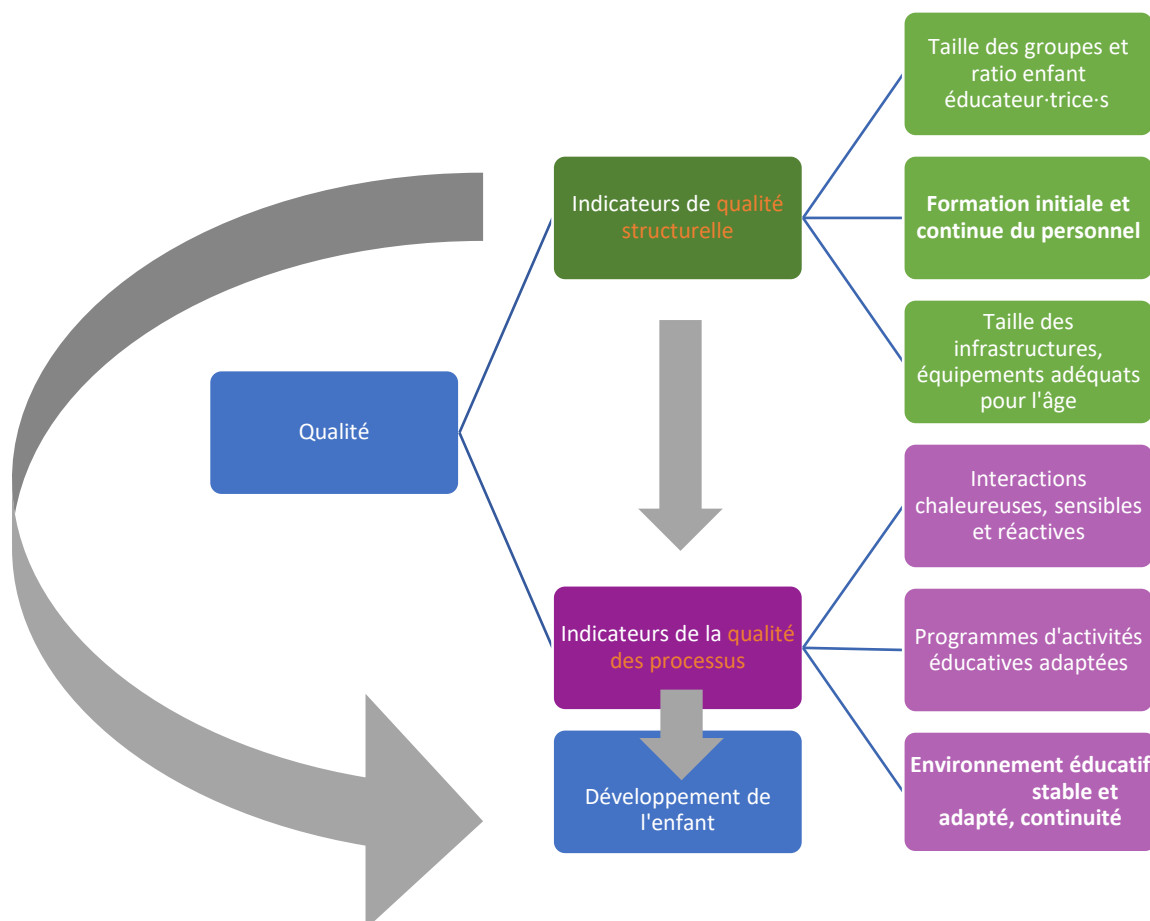 Taille des groupes et
ratio enfant
éducateur·trice·s
Indicateurs de qualité
structurelle
Formation initiale et
continue du personnel
Taille des
infrastructures,
équipements adéquats
pour l'âge
Qualité
Interactions
chaleureuses, sensibles
et réactives
Indicateurs de la qualité
des processus
Programmes d'activités
éducatives adaptées
Environnement éducatif
stable et
adapté, continuité
Développement de
l'enfant